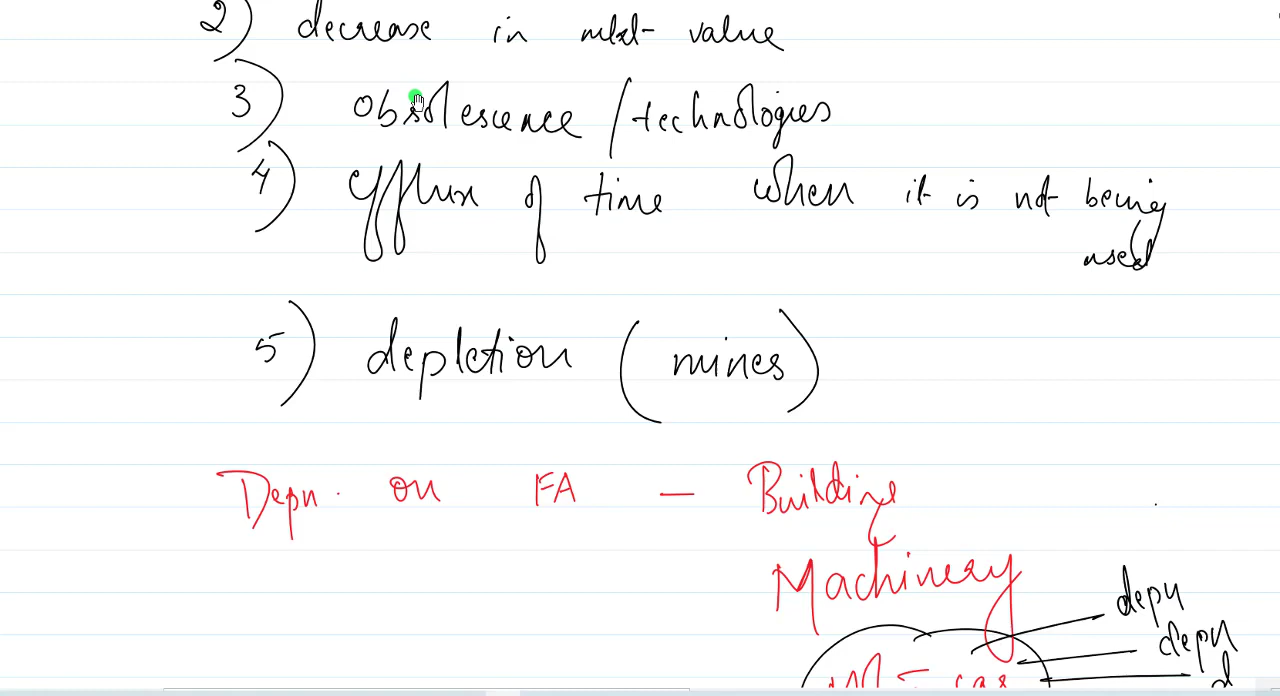 2) decrease in mkt value
3) obsolescence / technologies
4) efflux of time when it is not being
used
5) depletion (mines)
Depn. on FA — Building
Machinery
depn
depn
d